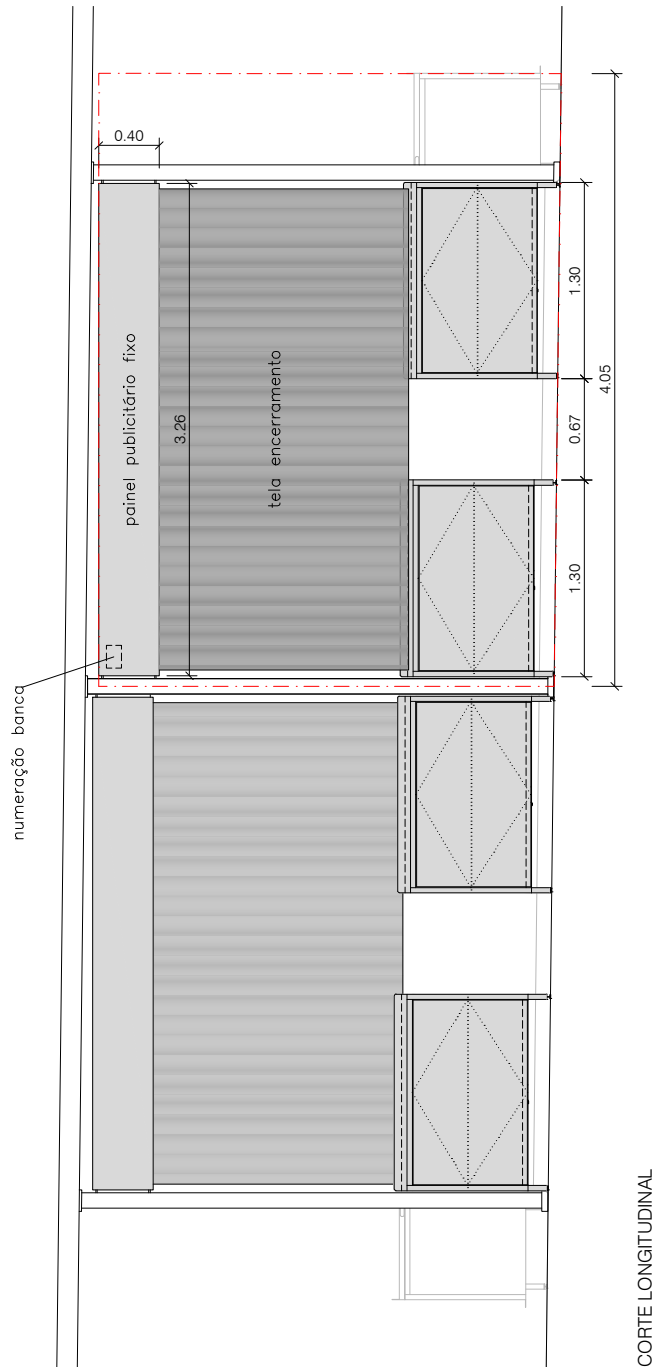 numeração banca
painel publicitário fixo
0.40
3.26
tela encerramento
1.30
0.67
1.30
4.05
CORTE LONGITUDINAL